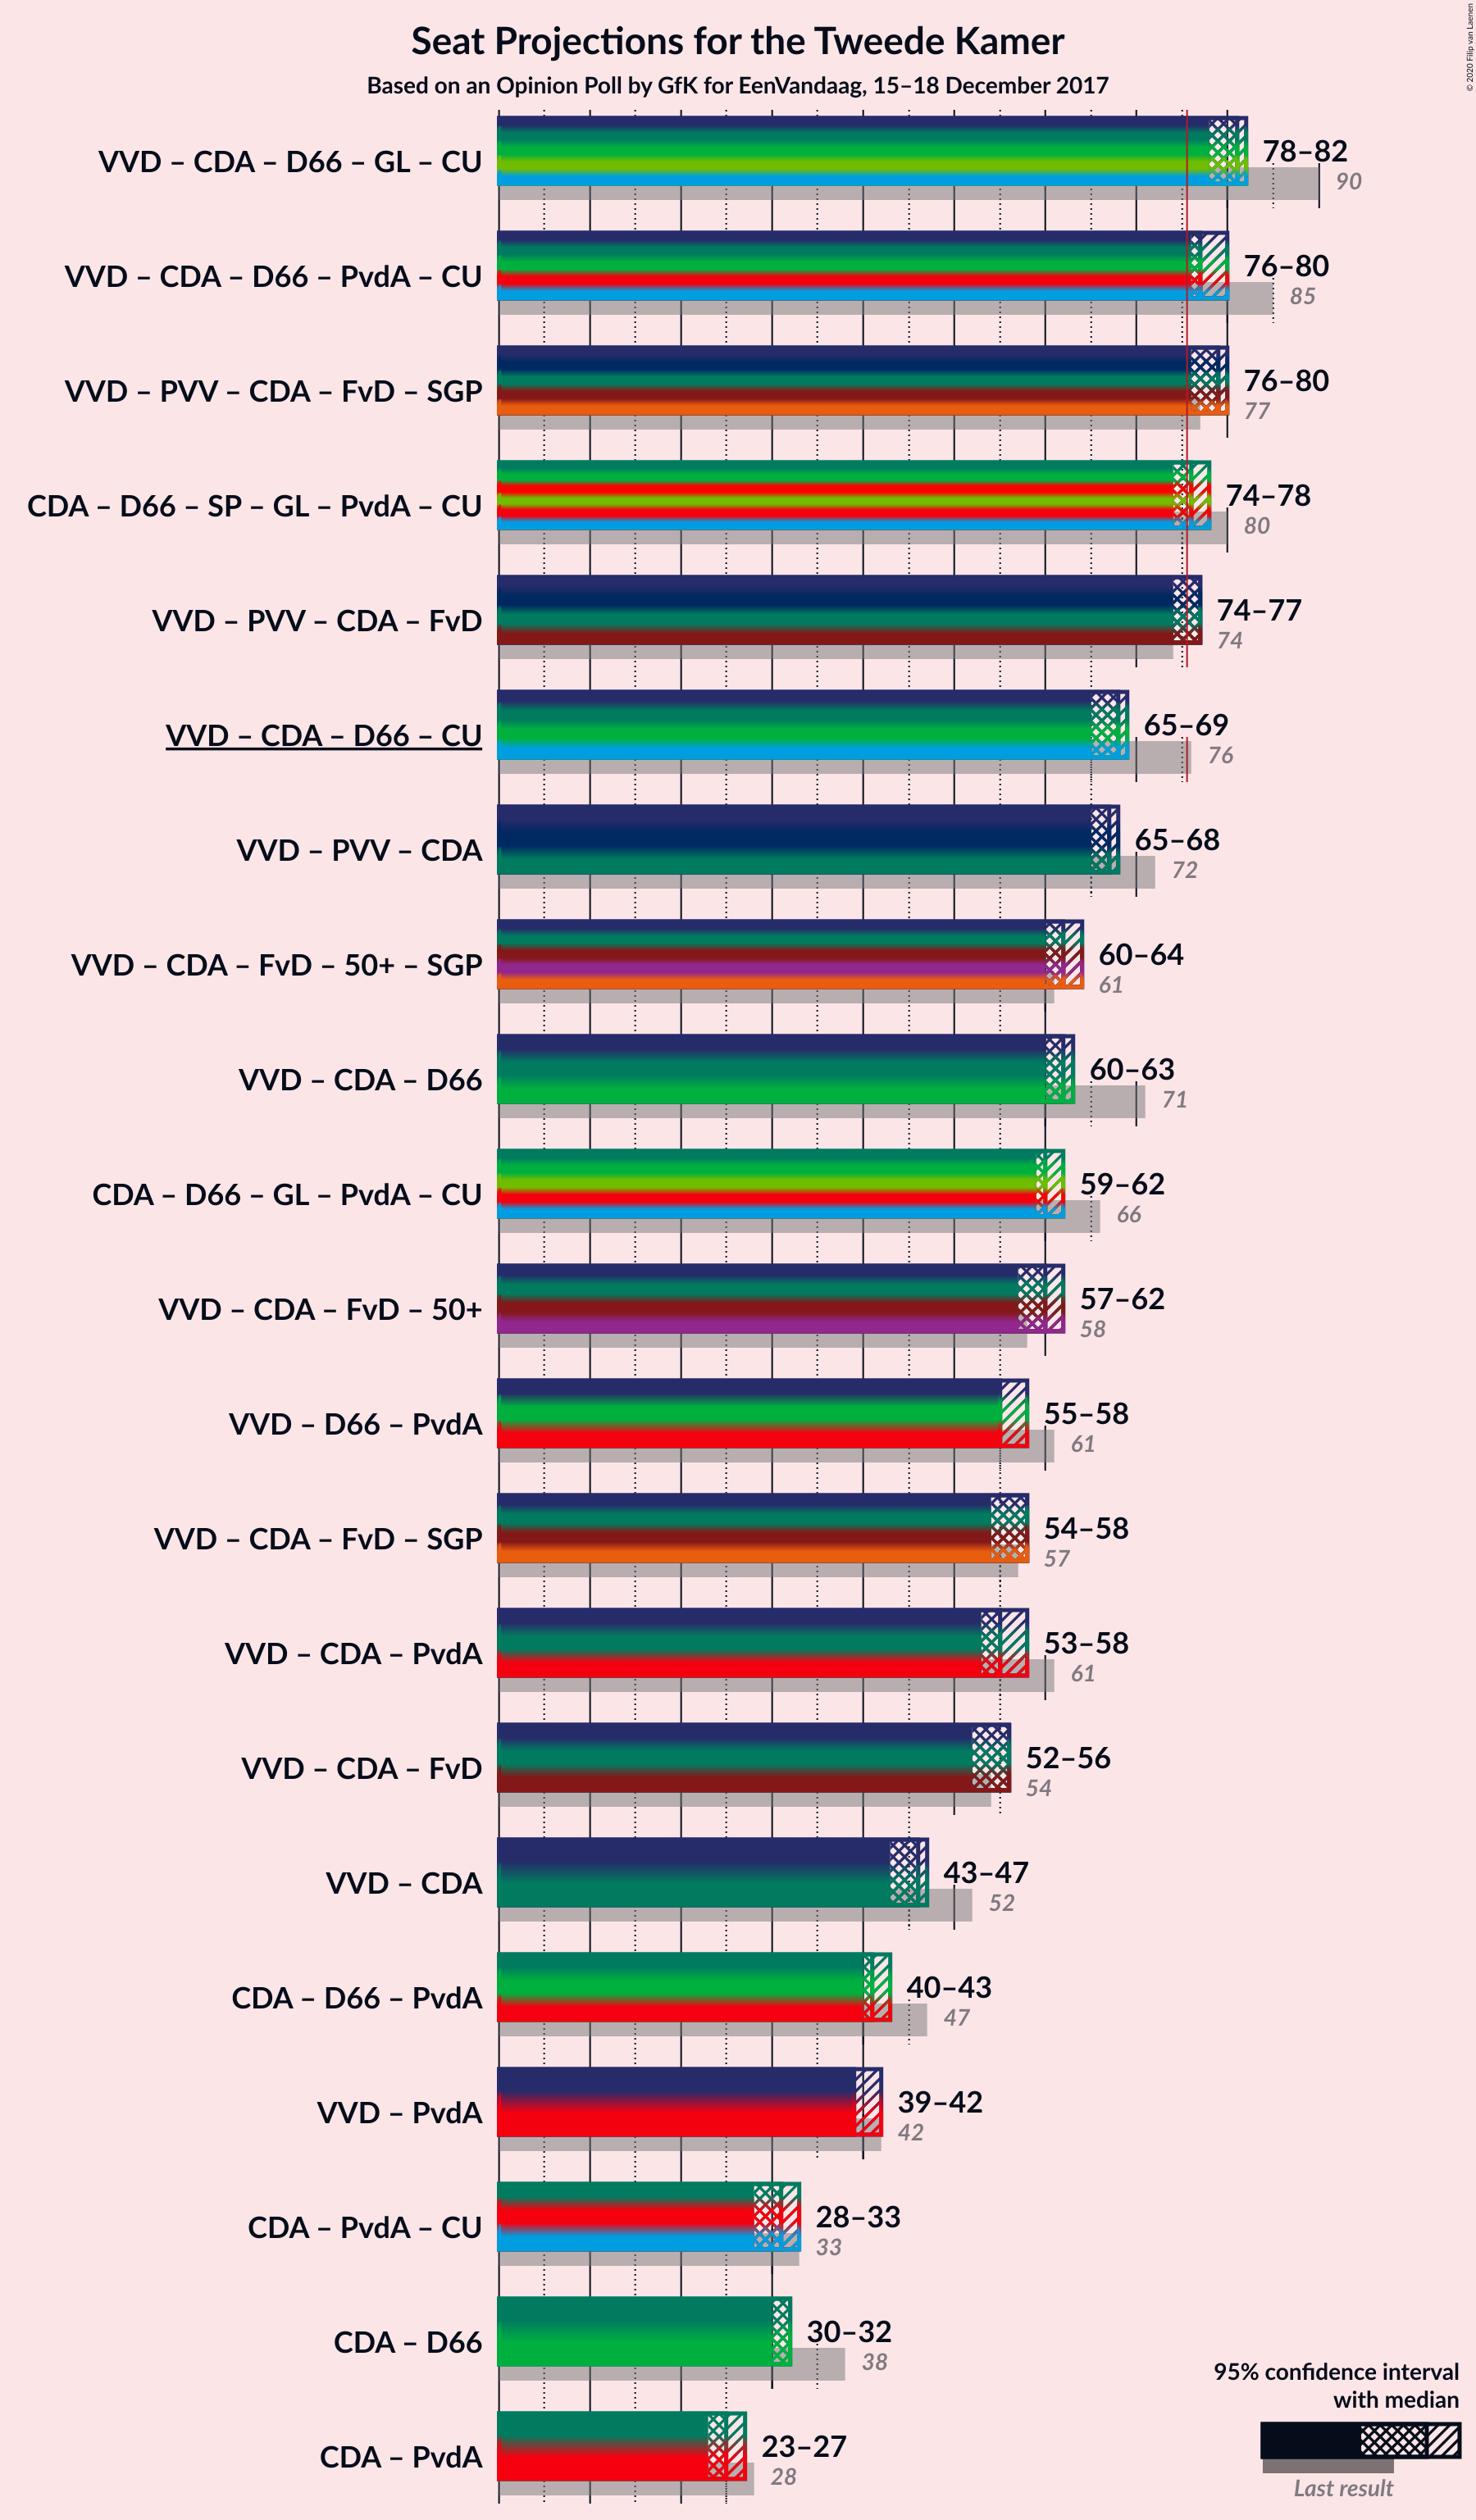 Seat Projections for the Tweede Kamer
Based on an Opinion Poll by GfK for EenVandaag, 15–18 December 2017
© 2020 Filip van Laenen
VVD – CDA – D66 – GL – CU
78–82
90
VVD – CDA – D66 – PvdA – CU
76–80
85
VVD – PVV – CDA – FvD – SGP
76–80
77
CDA – D66 – SP – GL – PvdA – CU
74–78
80
VVD – PVV – CDA – FvD
74–77
74
VVD – CDA – D66 – CU
65–69
76
VVD – PVV – CDA
65–68
72
VVD – CDA – FvD – 50+ – SGP
60–64
61
VVD – CDA – D66
60–63
71
CDA – D66 – GL – PvdA – CU
59–62
66
VVD – CDA – FvD – 50+
57–62
58
VVD – D66 – PvdA
55–58
61
VVD – CDA – FvD – SGP
54–58
57
VVD – CDA – PvdA
53–58
61
VVD – CDA – FvD
52–56
54
VVD – CDA
43–47
52
CDA – D66 – PvdA
40–43
47
VVD – PvdA
39–42
42
CDA – PvdA – CU
28–33
33
CDA – D66
30–32
38
CDA – PvdA
23–27
28
95% confidence interval
with median
Last result